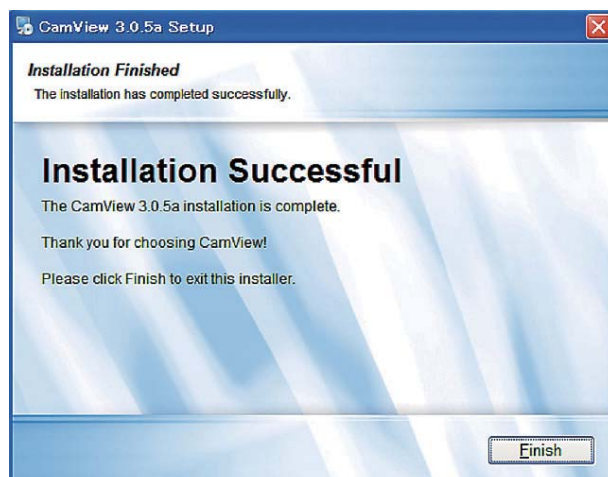 CamView 3.0.5a Setup
Installation Finished
The installation has completed successfully.
Installation Successful
The CamView 3.0.5a installation is complete.
Thank you for choosing CamView!
Please click Finish to exit this installer.
Finish